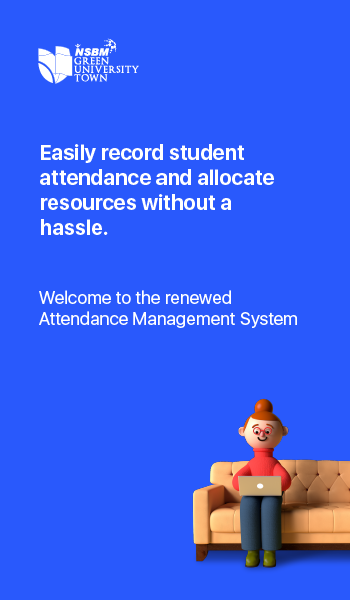 NSBM
GREEN
UNIVERSITY
TOWN
Easily record student
attendance and allocate
resources without a
hassle.
Welcome to the renewed
Attendance Management System